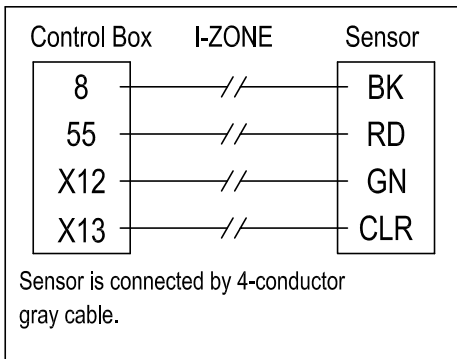 Control Box I-ZONE Sensor
8 BK
55 RD
X12 GN
X13 CLR
Sensor is connected by 4-conductor
gray cable.